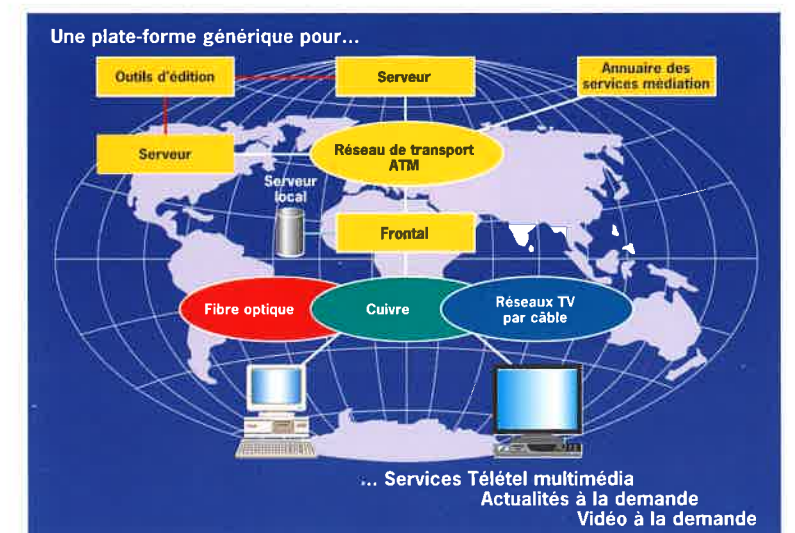 Une plate-forme générique pour...
Outils d'édition
Serveur
Annuaire des
services médiation
Serveur
Réseau de transport
ATM
Serveur
local
Frontal
Fibre optique
Cuivre
Réseaux TV
par câble
... Services Télétel multimédia
Actualités à la demande
Vidéo à la demande